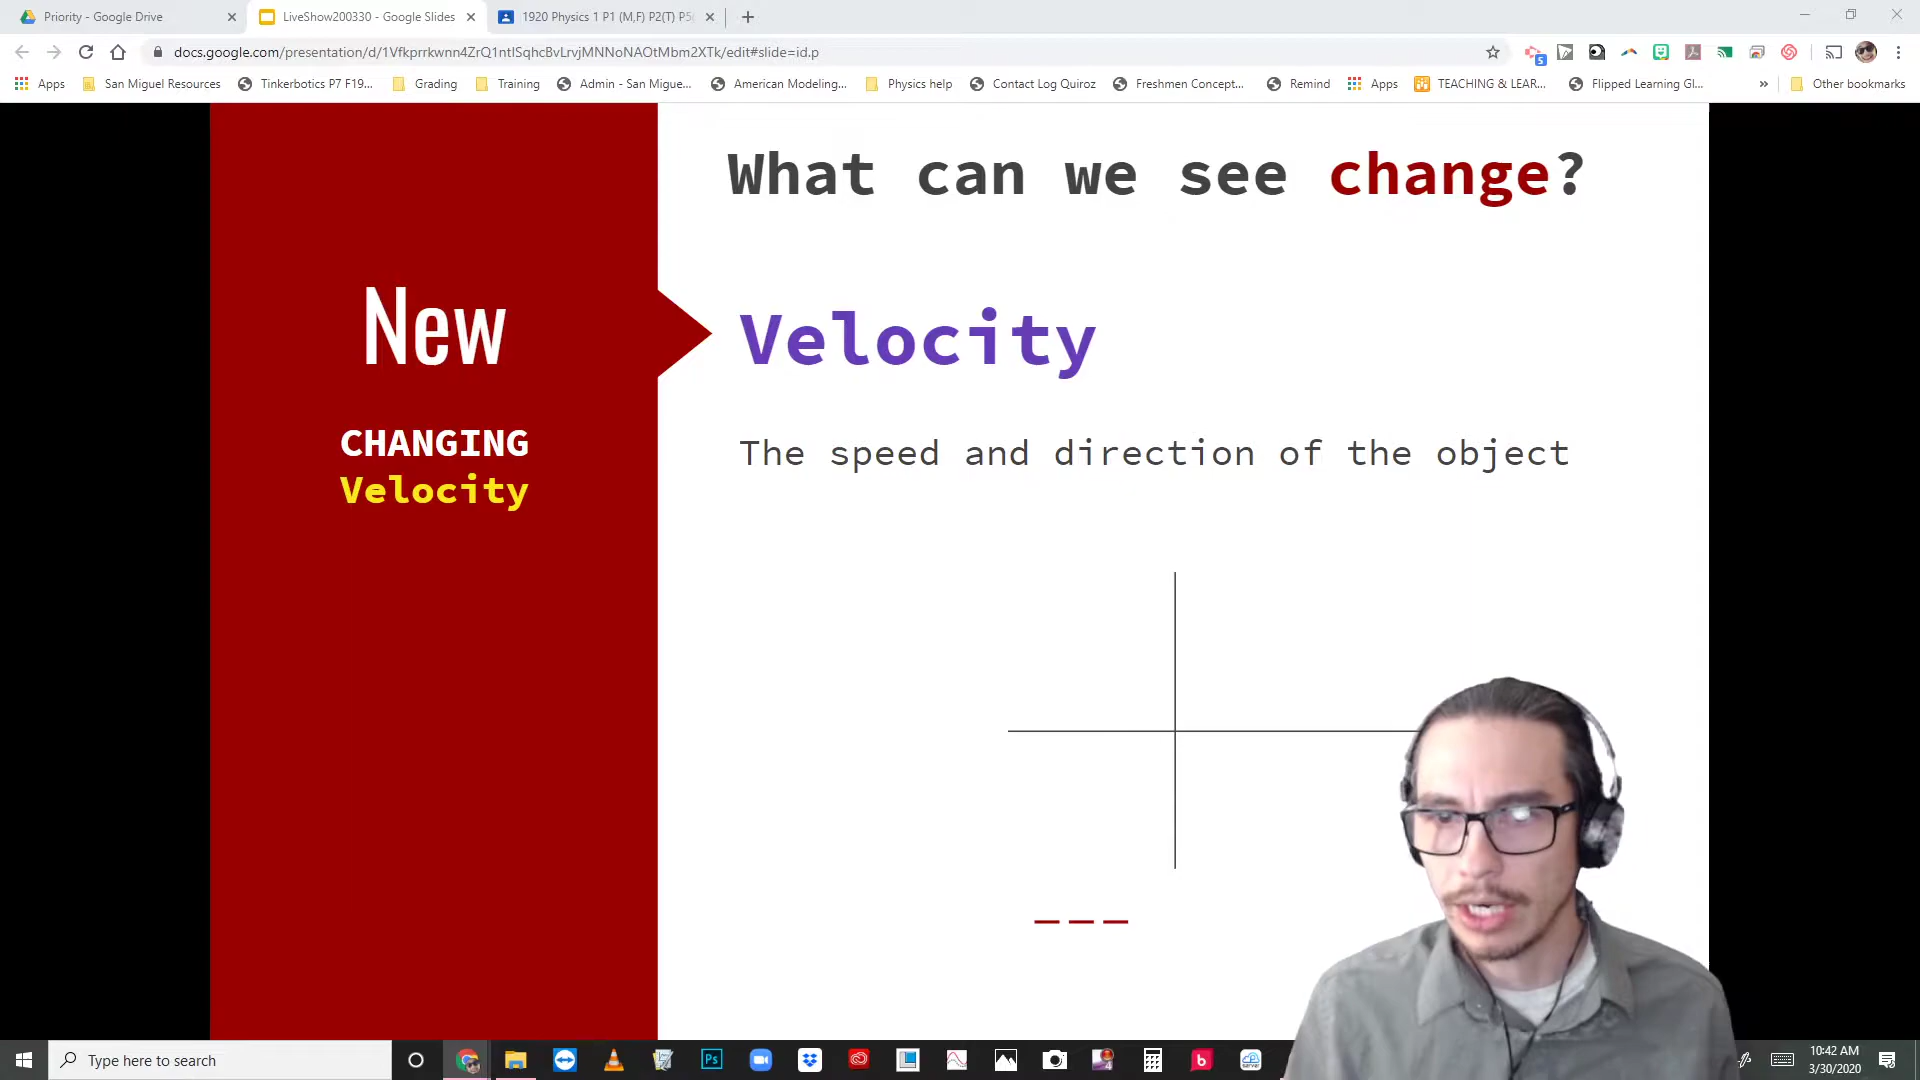 Priority - Google Drive
LiveShow200330 - Google Slides
1920 Physics 1 P1 (M,F) P2(T) P5
docs.google.com/presentation/d/1Vfkprrkwnn4ZrQ1ntISqhcBvLrvjMNNoNAOtMbm2XTk/edit#slide=id.p
5
Apps
San Miguel Resources
Tinkerbotics P7 F19...
Grading
Training
Admin - San Migue...
American Modeling...
Physics help
Contact Log Quiroz
Freshmen Concept...
Remind
Apps
TEACHING & LEAR...
Flipped Learning Gl...
»
Other bookmarks
What can we see change?
New
CHANGING
Velocity
Velocity
The speed and direction of the object
Type here to search
Ps
b
10:42 AM
3/30/2020